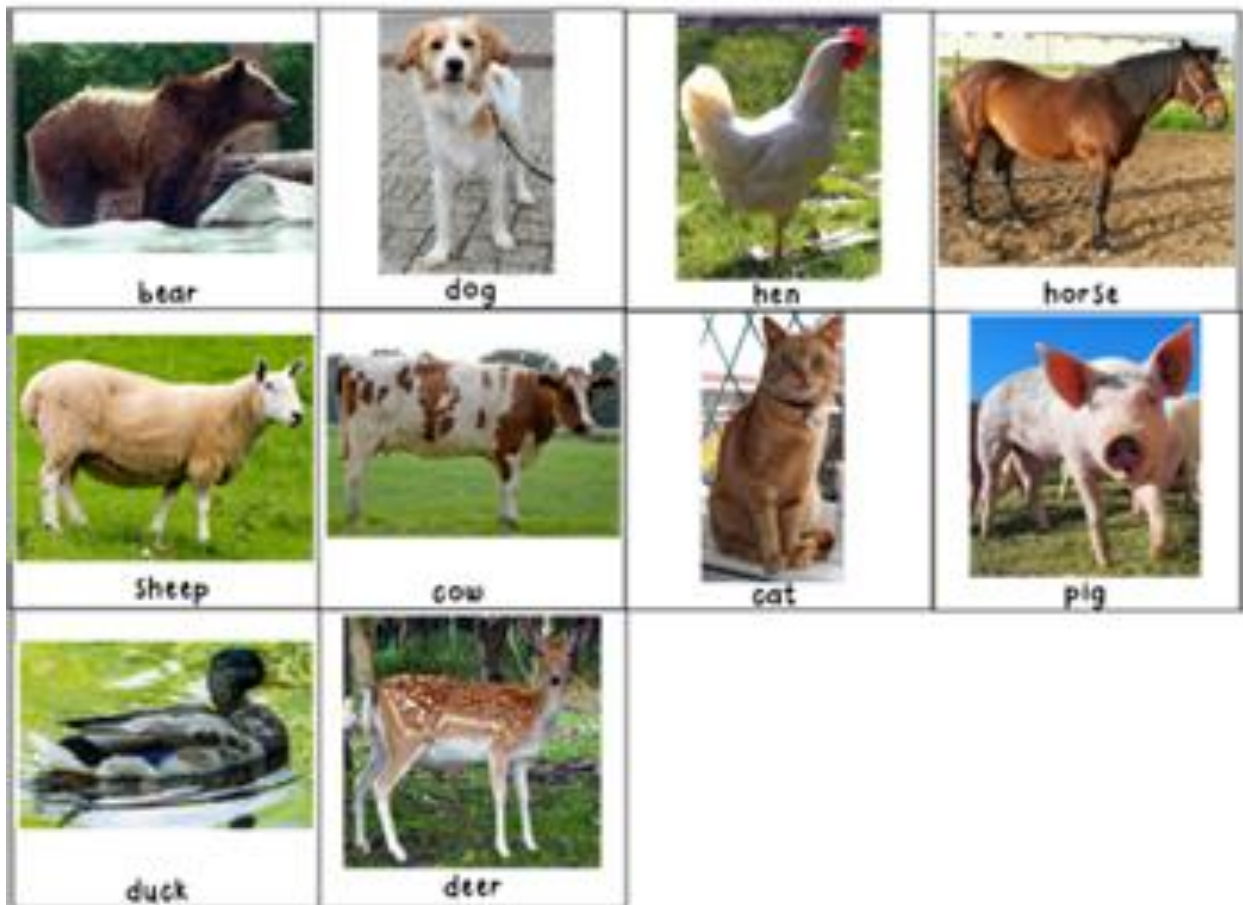 bear
dog
hen
horse
sheep
cow
cat
pig
duck
deer